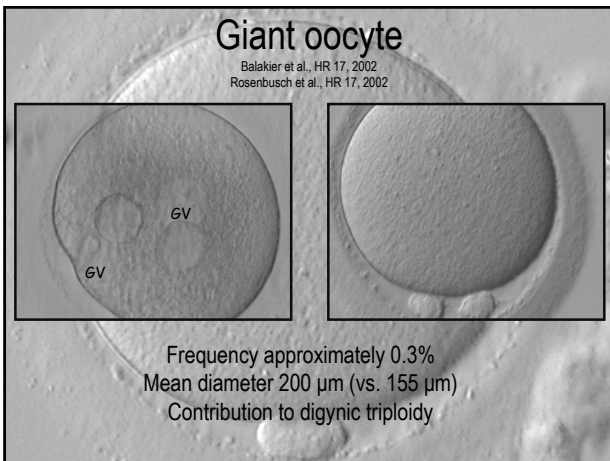 Giant oocyte
Balakier et al., HR 17, 2002
Rosenbusch et al., HR 17, 2002
GV
GV
Frequency approximately 0.3%
Mean diameter 200 µm (vs. 155 µm)
Contribution to digynic triploidy